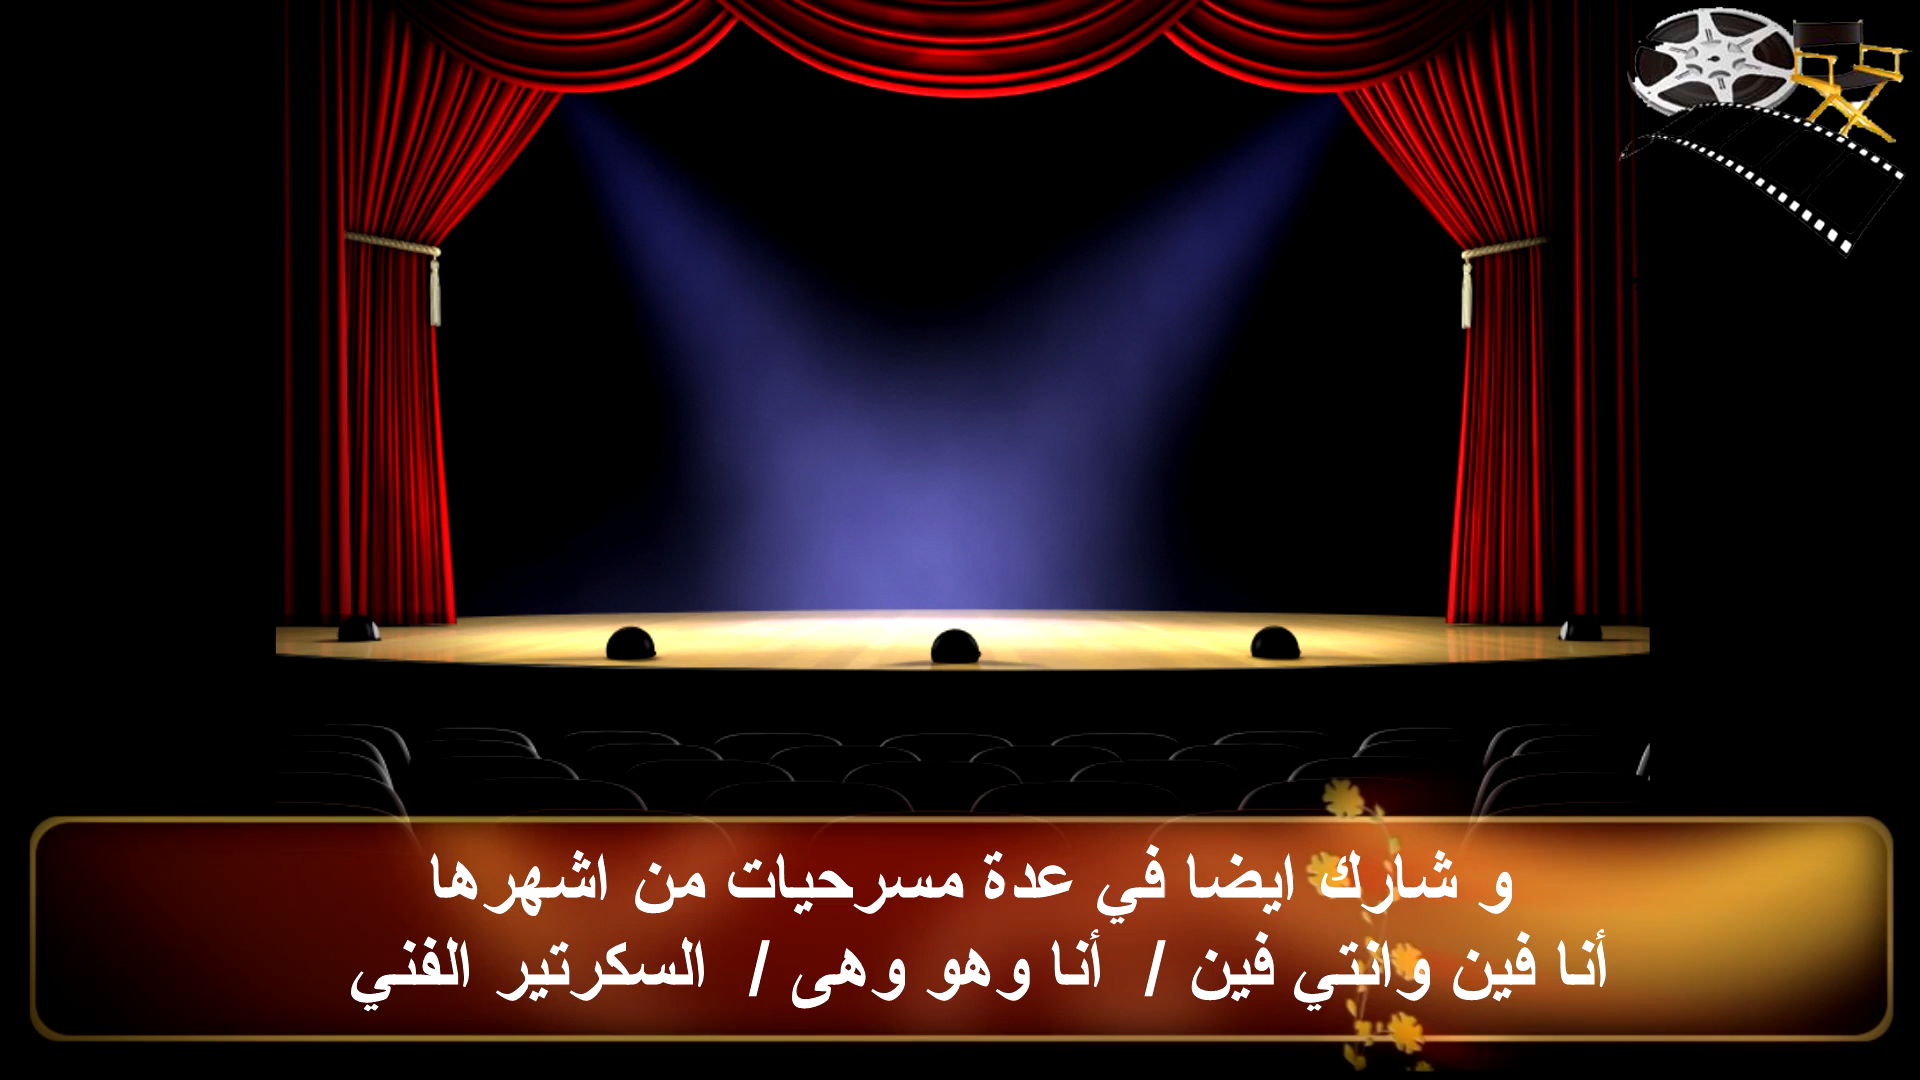 و شارك ايضا في عدة مسرحيات من اشهرها
أنا فين وانتي فين / أنا وهو وهى / السكرتير الفني